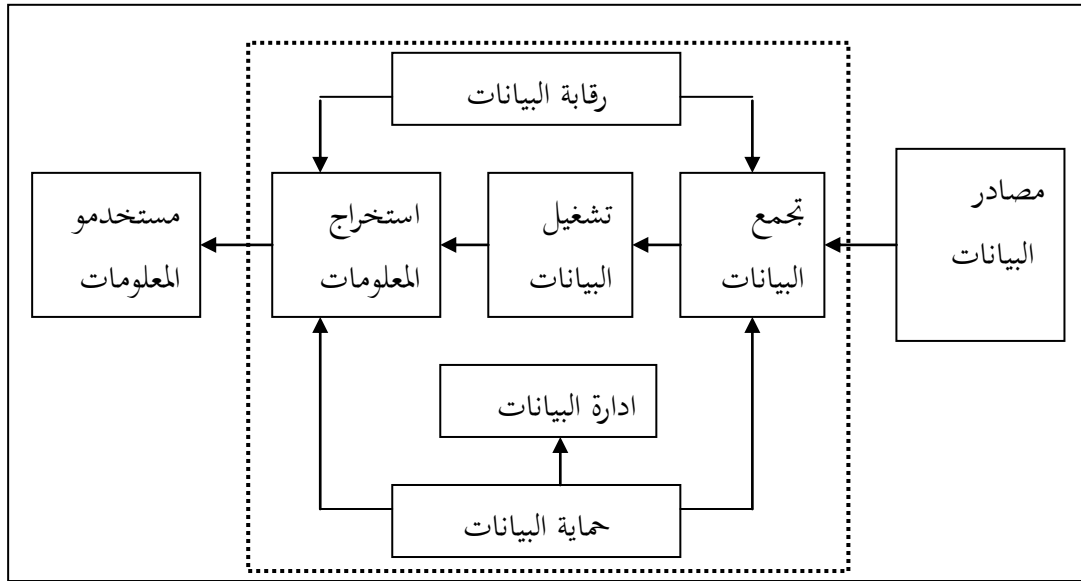 رقابة البيانات
مصادر
البيانات
تجمع
البيانات
تشغيل
البيانات
استخراج
المعلومات
مستخدمو
المعلومات
ادارة البيانات
حماية البيانات